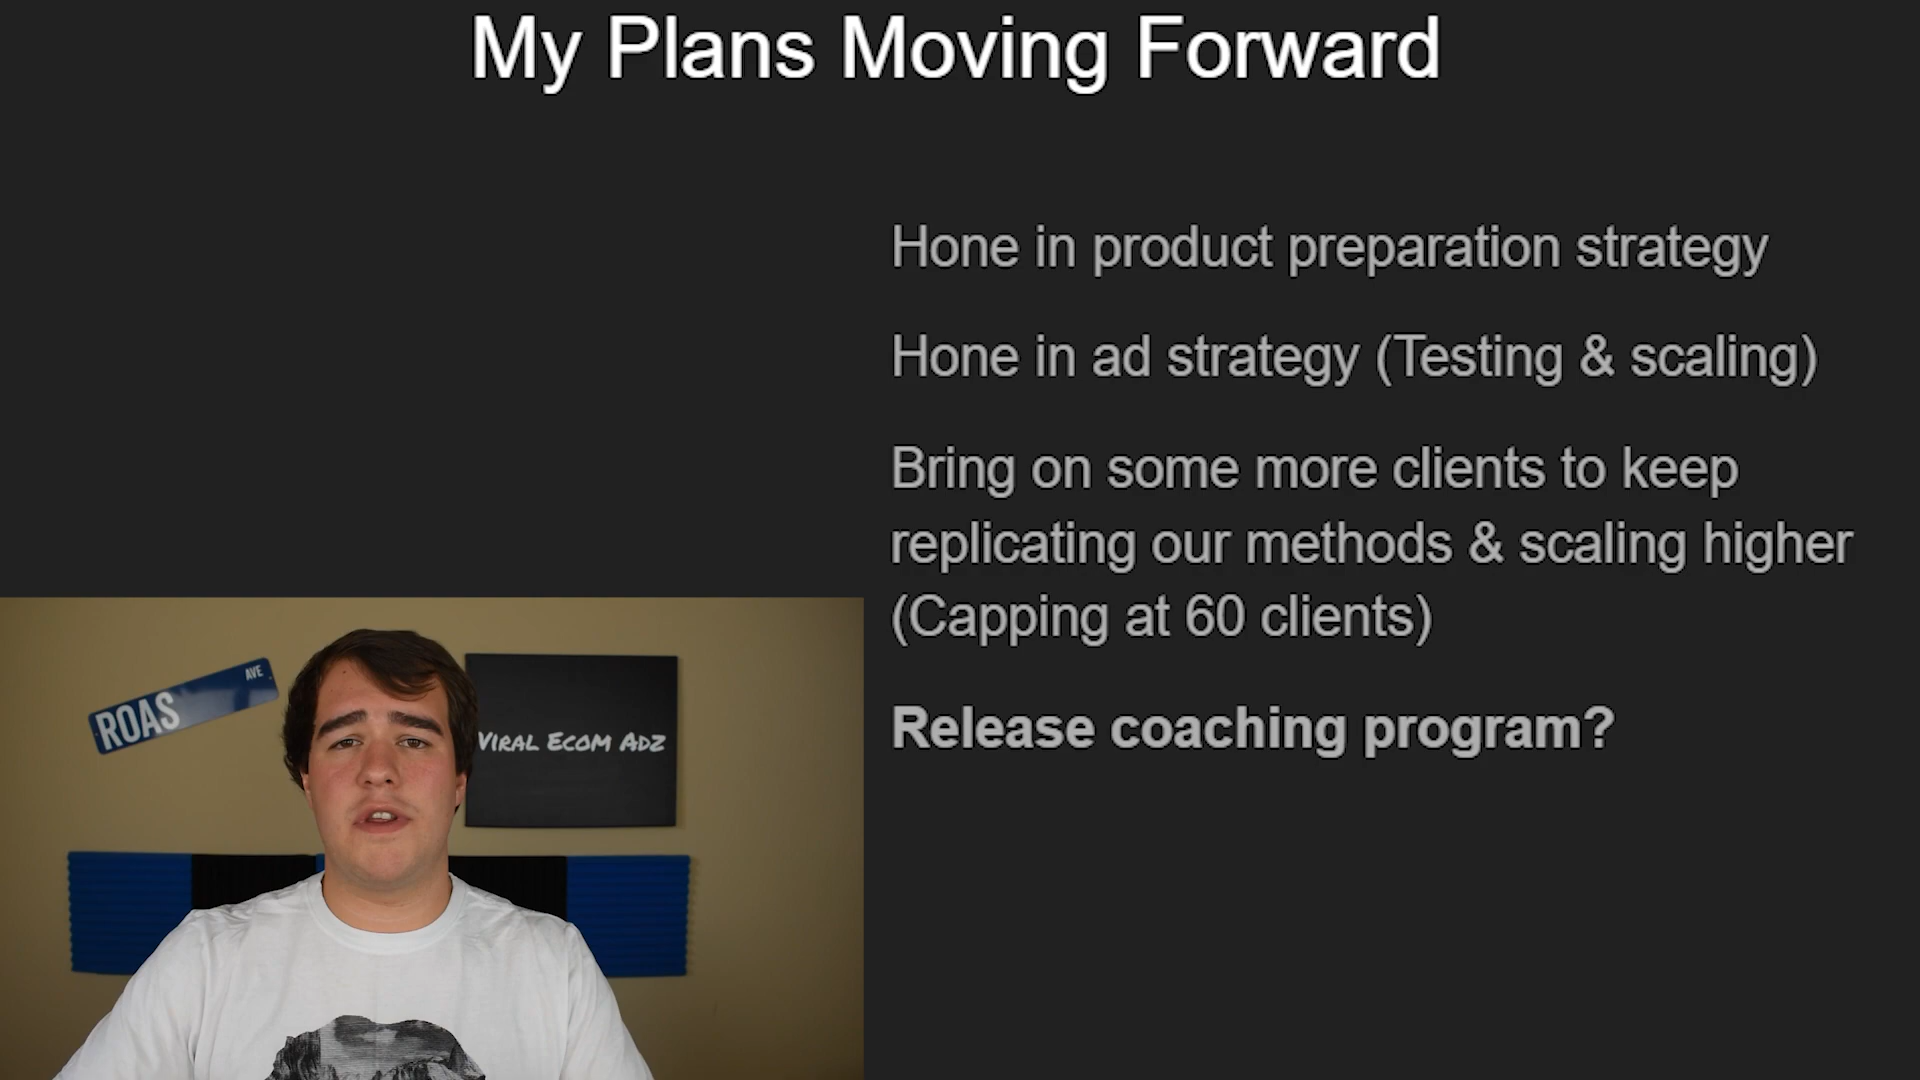 My Plans Moving Forward
Hone in product preparation strategy
Hone in ad strategy (Testing & scaling)
Bring on some more clients to keep
replicating our methods & scaling higher
(Capping at 60 clients)
Release coaching program?
ROAS AVE
Viral Ecom Adz